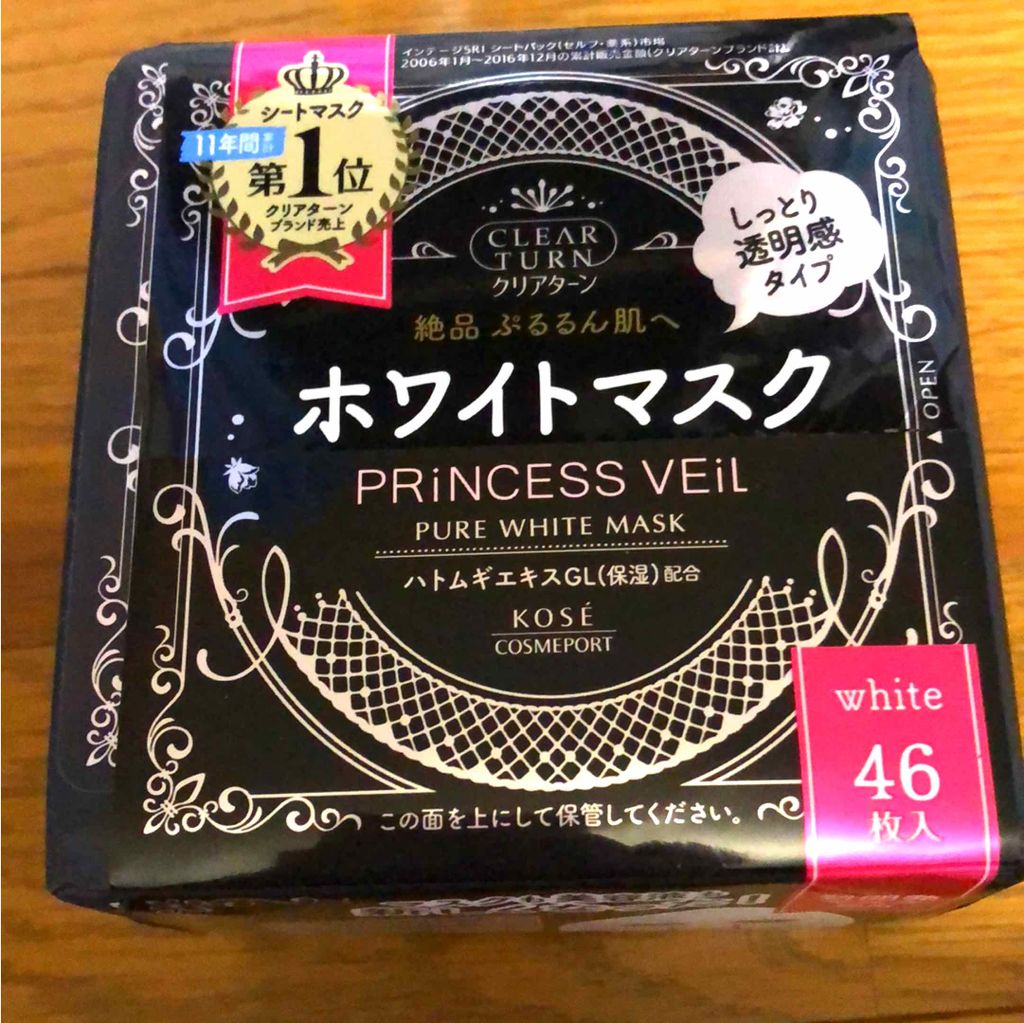 インテージSRI シートパック(セルフ・薬系)市場
2006年1月〜2016年12月の累計販売金額(クリアターンブランド計)
シートマスク
11年間累計
第1位
クリアターン
ブランド売上
CLEAR
TURN
クリアターン
しっとり
透明感
タイプ
絶品 ぷるるん肌へ
ホワイトマスク
▲OPEN
PRiNCESS VEiL
PURE WHITE MASK
ハトムギエキスGL(保湿)配合
KOSÉ
COSMEPORT
white
46
枚入
この面を上にして保管してください。